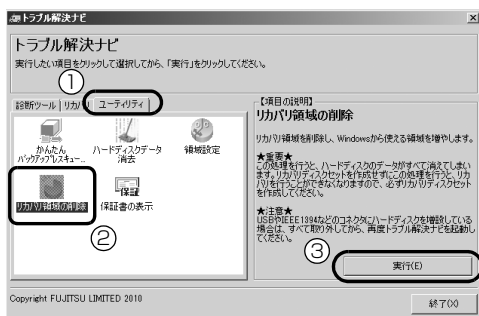 トラブル解決ナビ
トラブル解決ナビ
実行したい項目をクリックして選択してから、「実行」をクリックしてください。
①
診断ツール
リカバリ
ユーティリティ
かんたん
バックアップレスキュー...
ハードディスクデータ
消去
領域設定
リカバリ領域の削除
保証書の表示
②
【項目の説明】
リカバリ領域の削除
リカバリ領域を削除し、Windowsから使える領域を増やします。
★重要★
この処理を行うと、ハードディスクのデータがすべて消えてしまい
ます。リカバリディスクセットを作成せずにこの処理を行うと、リカ
バリを行うことができなくなりますので、必ずリカバリディスクセット
を作成してください。
★注意★
USBやIEEE1394などのコネクタにハードディスクを増設している
場合は、すべて取り外してから、再度トラブル解決ナビを起動し
てください。
③
実行(E)
Copyright FUJITSU LIMITED 2010
終了(X)